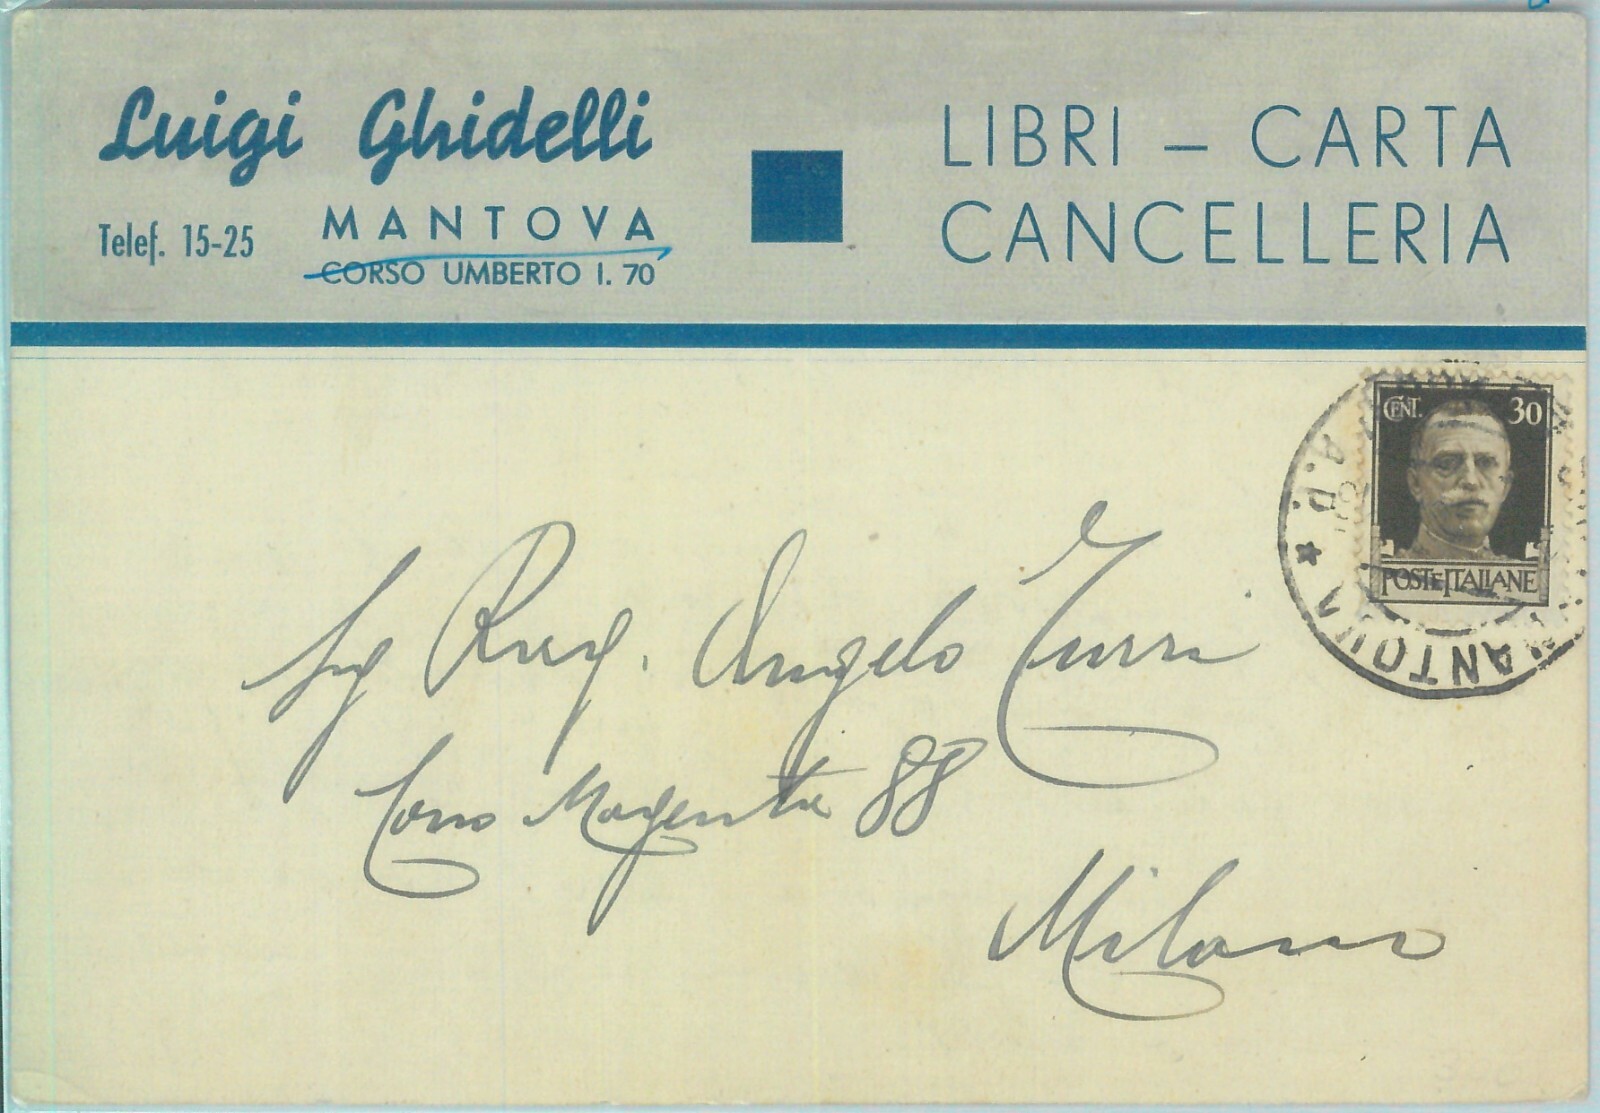 Luigi Ghidelli
Telef. 15-25
MANTOVA
CORSO UMBERTO I. 70
LIBRI - CARTA
CANCELLERIA
CENT. 30
POSTE ITALIANE
MANTOVA
A.D.
Sig Rag. Angelo Turri
Corso Magenta 88
Milano